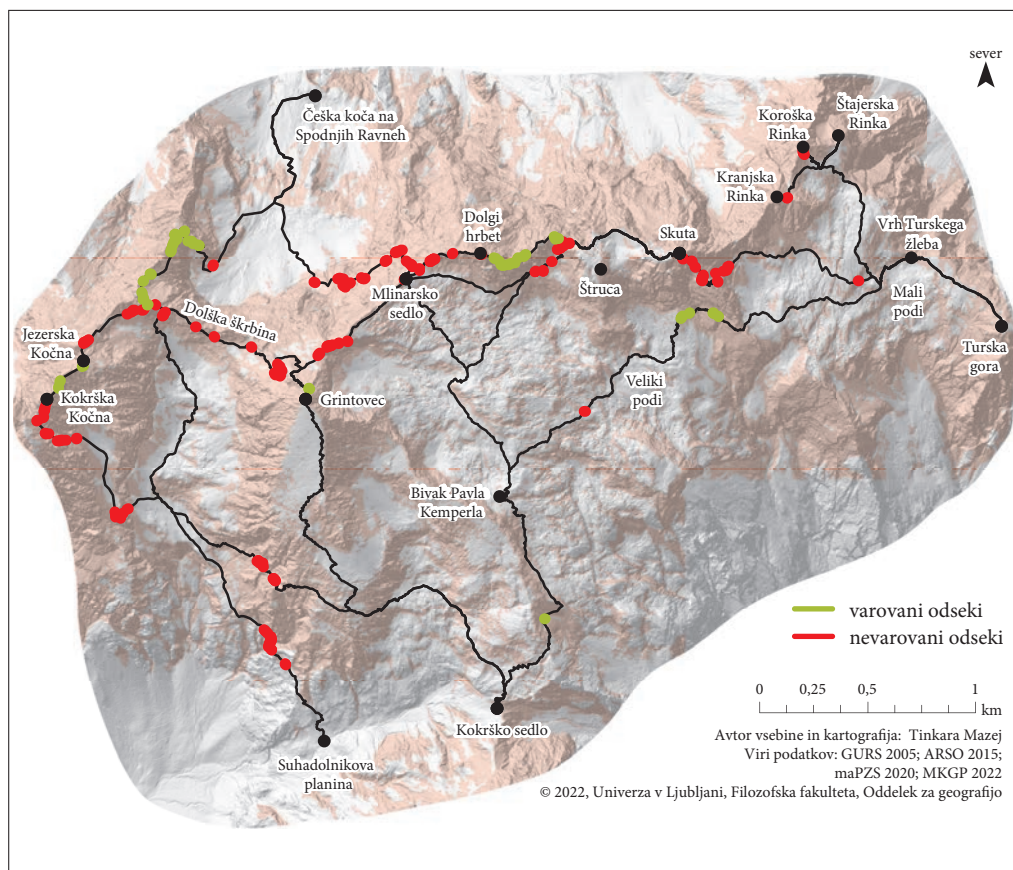 sever
Češka koča na
Spodnjih Ravneh
Koroška
Rinka
Štajerska
Rinka
Kranjska
Rinka
Dolgi
hrbet
Skuta
Vrh Turskega
žleba
Mlinarsko
sedlo
Štruca
Mali
podi
Dolška škrbina
Jezerska
Kočna
Turska
gora
Kokrška
Kočna
Grintovec
Veliki
podi
Bivak Pavla
Kemperla
varovani odseki
nevarovani odseki
0 0,25 0,5 1
km
Kokrško sedlo
Suhadolnikova
planina
Avtor vsebine in kartografija: Tinkara Mazej
Viri podatkov: GURS 2005; ARSO 2015;
maPZS 2020; MKGP 2022
© 2022, Univerza v Ljubljani, Filozofska fakulteta, Oddelek za geografijo